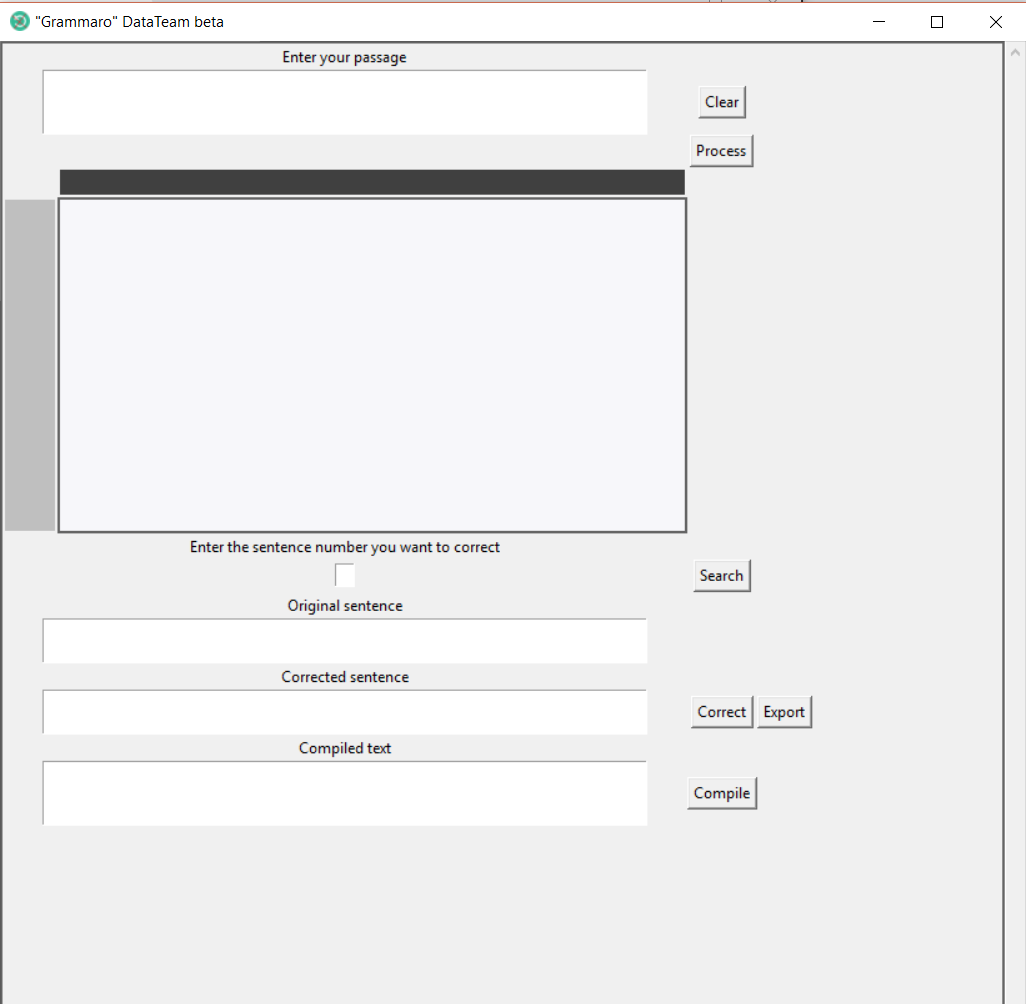 "Grammaro" DataTeam beta
Enter your passage
Clear
Process
Enter the sentence number you want to correct
Search
Original sentence
Corrected sentence
Correct Export
Compiled text
Compile